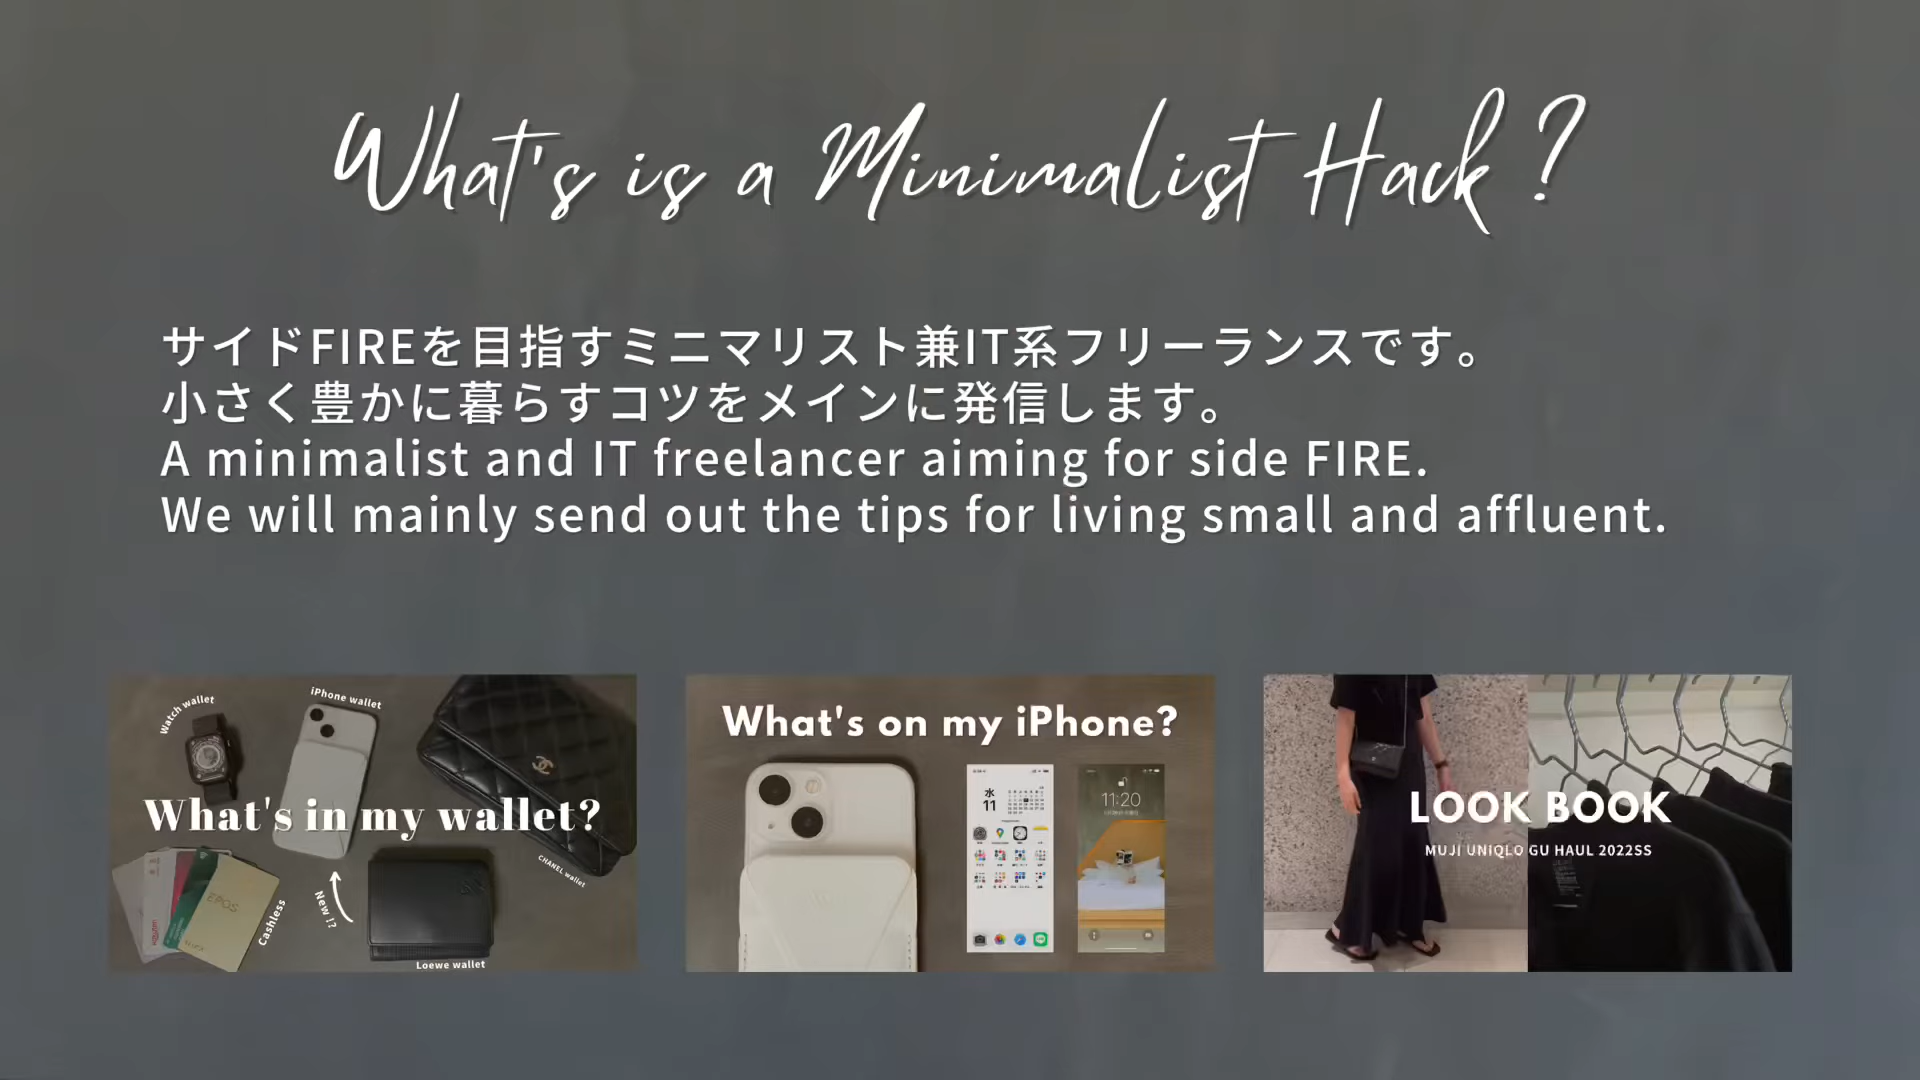 What's is a Minimalist Hack ?
サイドFIREを目指すミニマリスト兼IT系フリーランスです。
小さく豊かに暮らすコツをメインに発信します。
A minimalist and IT freelancer aiming for side FIRE.
We will mainly send out the tips for living small and affluent.
Watch wallet
iPhone wallet
What's in my wallet?
CHANEL wallet
EPOS
Cashless
New !?
Loewe wallet
What's on my iPhone?
水
11
11:20
LOOK BOOK
MUJI UNIQLO GU HAUL 2022SS